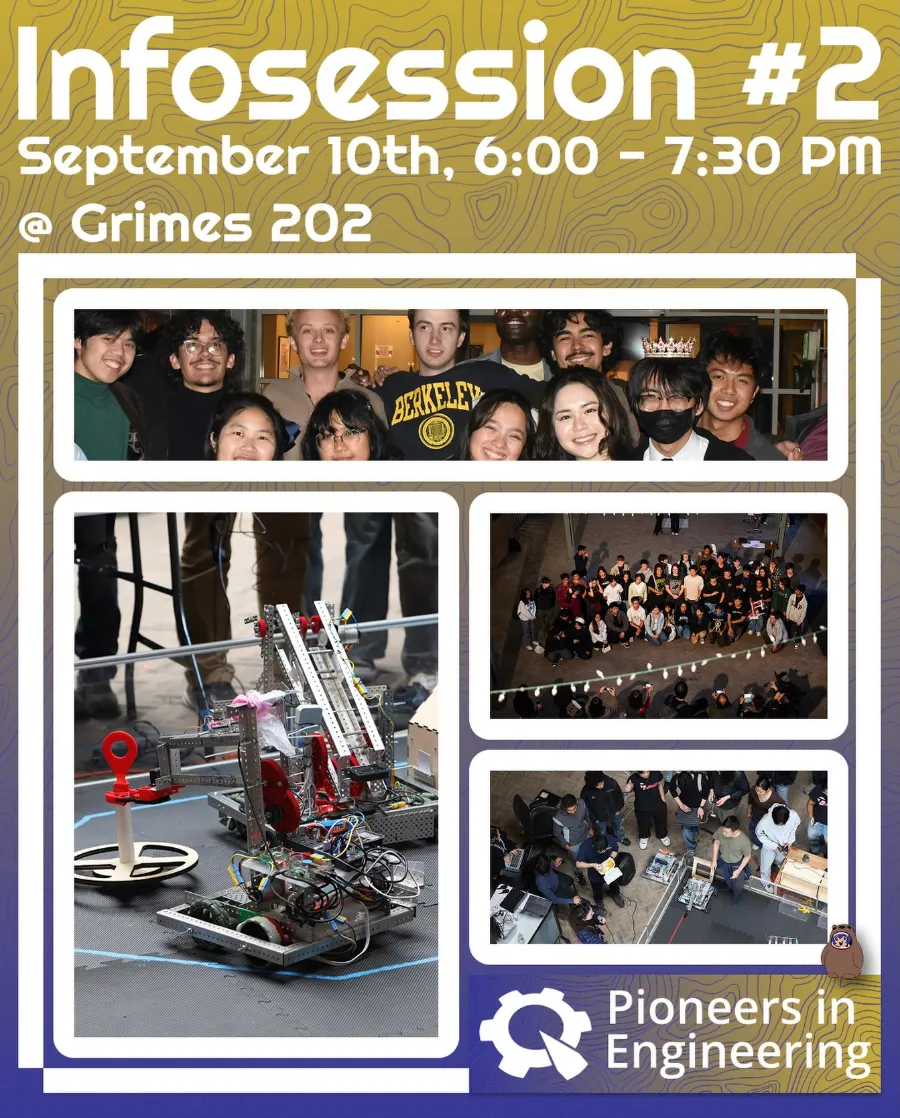 Infosession #2
September 10th, 6:00 - 7:30 PM
@ Grimes 202
BERKELEY
Pioneers in
Engineering